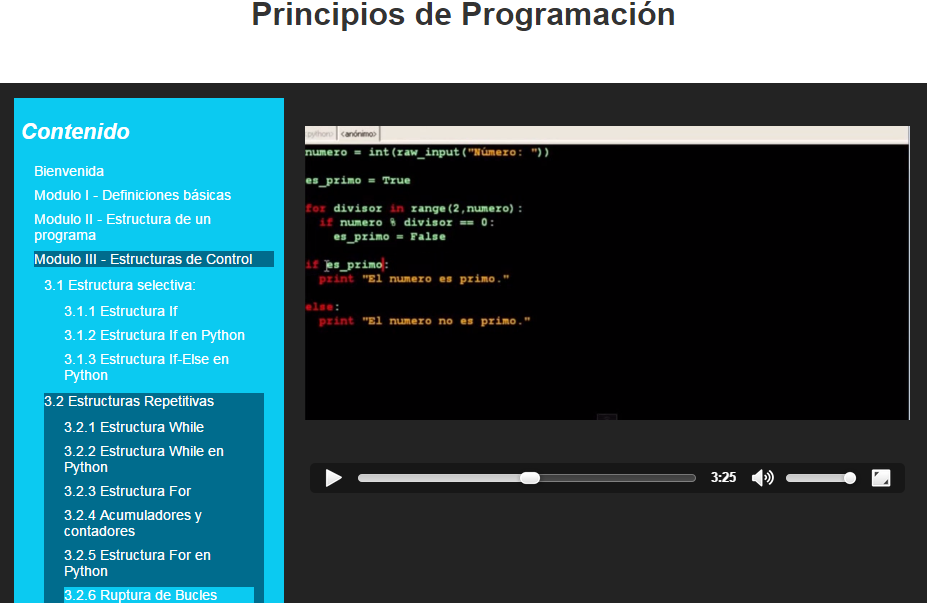 Principios de Programación
Contenido
Bienvenida
Modulo I - Definiciones básicas
Modulo II - Estructura de un
programa
Modulo III - Estructuras de Control
3.1 Estructura selectiva:
3.1.1 Estructura If
3.1.2 Estructura If en Python
3.1.3 Estructura If-Else en
Python
3.2 Estructuras Repetitivas
3.2.1 Estructura While
3.2.2 Estructura While en
Python
3.2.3 Estructura For
3.2.4 Acumuladores y
contadores
3.2.5 Estructura For en
Python
3.2.6 Ruptura de Bucles
<anónimo>
numero = int(raw_input("Número: "))
es_primo = True
for divisor in range(2,numero):
if numero % divisor == 0:
es_primo = False
if es_primo:
print "El numero es primo."
else:
print "El numero no es primo."
3:25